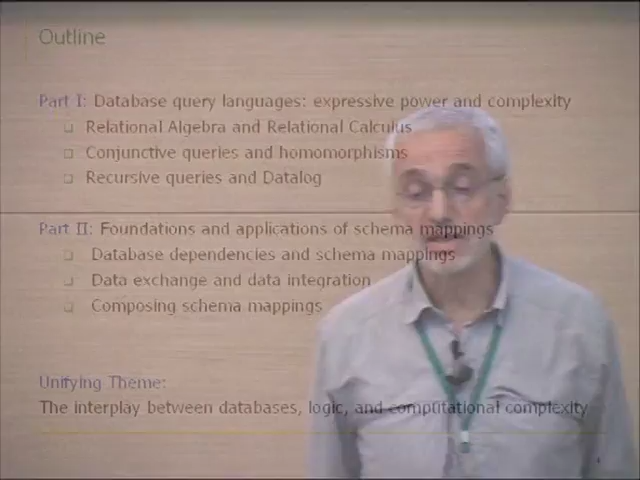 Outline
Part I: Database query languages: expressive power and complexity
❑ Relational Algebra and Relational Calculus
❑ Conjunctive queries and homomorphisms
❑ Recursive queries and Datalog
Part II: Foundations and applications of schema mappings
❑ Database dependencies and schema mappings
❑ Data exchange and data integration
❑ Composing schema mappings
Unifying Theme:
The interplay between databases, logic, and computational complexity
4